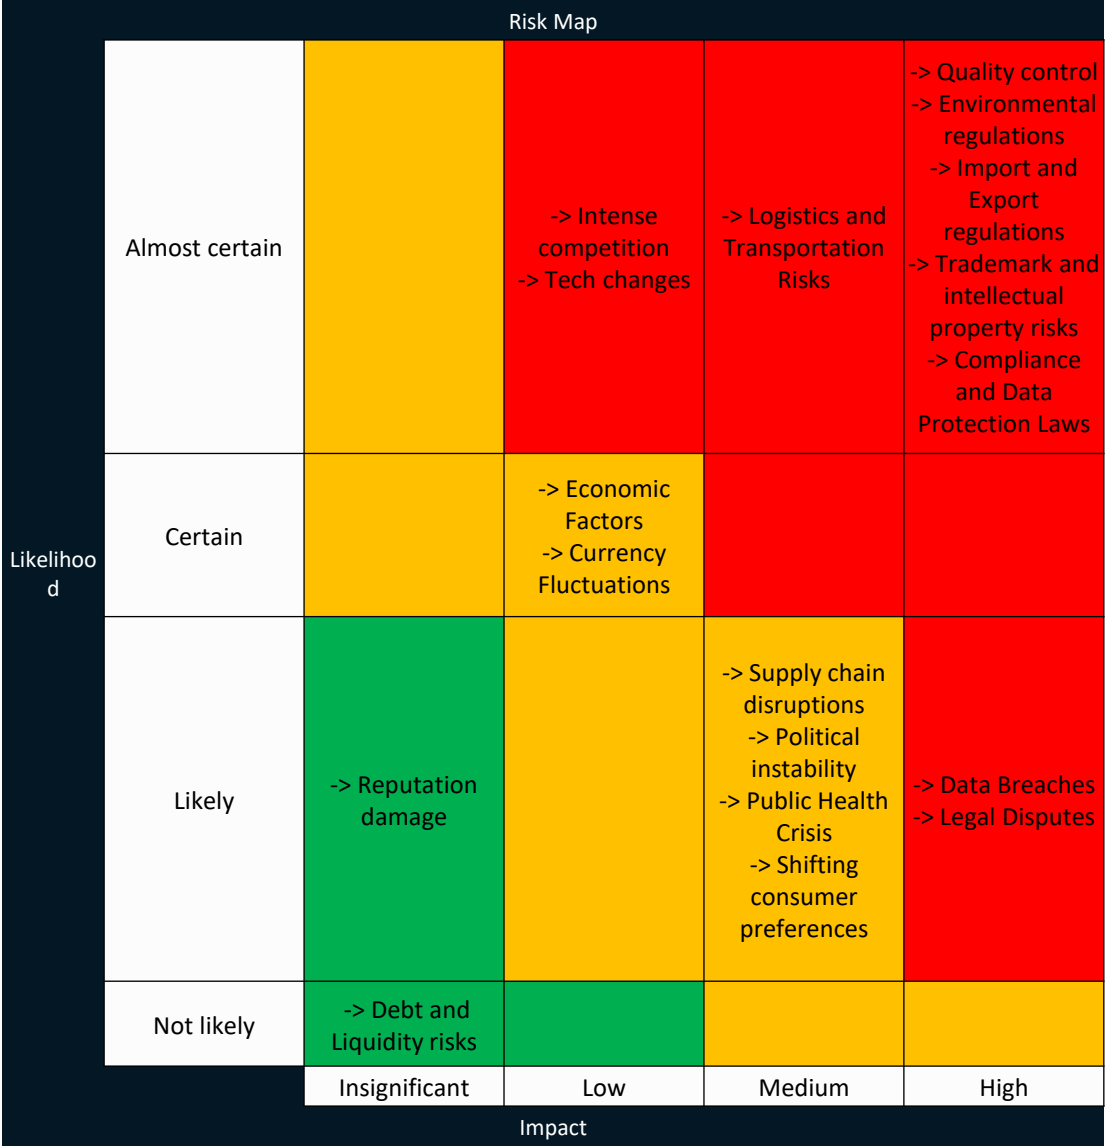 Risk Map
Likelihoo
d
Almost certain
-> Intense
competition
-> Tech changes
-> Logistics and
Transportation
Risks
-> Quality control
-> Environmental
regulations
-> Import and
Export
regulations
-> Trademark and
intellectual
property risks
-> Compliance
and Data
Protection Laws
Certain
-> Economic
Factors
-> Currency
Fluctuations
Likely
-> Reputation
damage
-> Supply chain
disruptions
-> Political
instability
-> Public Health
Crisis
-> Shifting
consumer
preferences
-> Data Breaches
-> Legal Disputes
Not likely
-> Debt and
Liquidity risks
Insignificant
Low
Medium
High
Impact